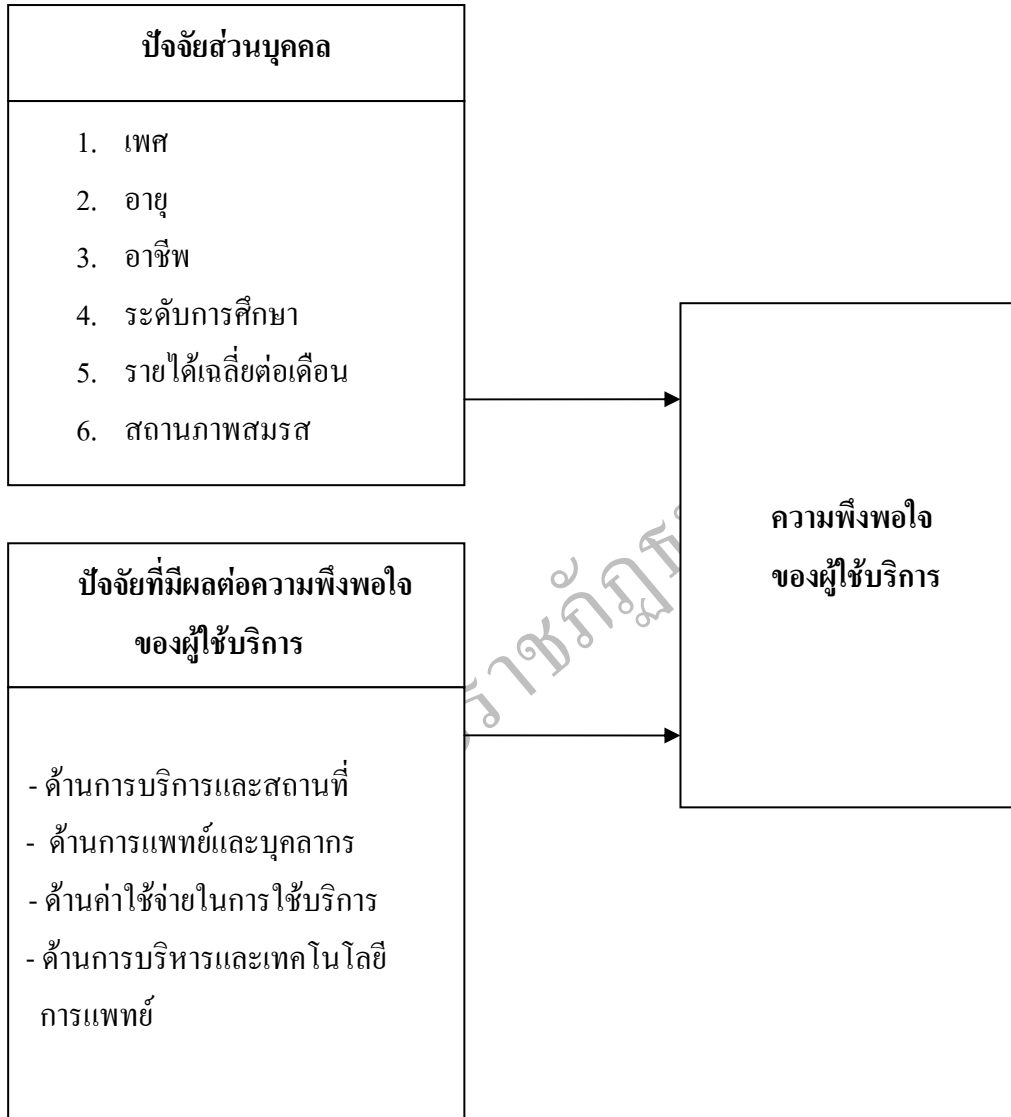 ปัจจัยส่วนบุคคล
1. เพศ
2. อายุ
3. อาชีพ
4. ระดับการศึกษา
5. รายได้เฉลี่ยต่อเดือน
6. สถานภาพสมรส
ปัจจัยที่มีผลต่อความพึงพอใจ
ของผู้ใช้บริการ
- ด้านการบริการและสถานที่
- ด้านการแพทย์และบุคลากร
- ด้านค่าใช้จ่ายในการใช้บริการ
- ด้านการบริหารและเทคโนโลยี
การแพทย์
ความพึงพอใจ
ของผู้ใช้บริการ